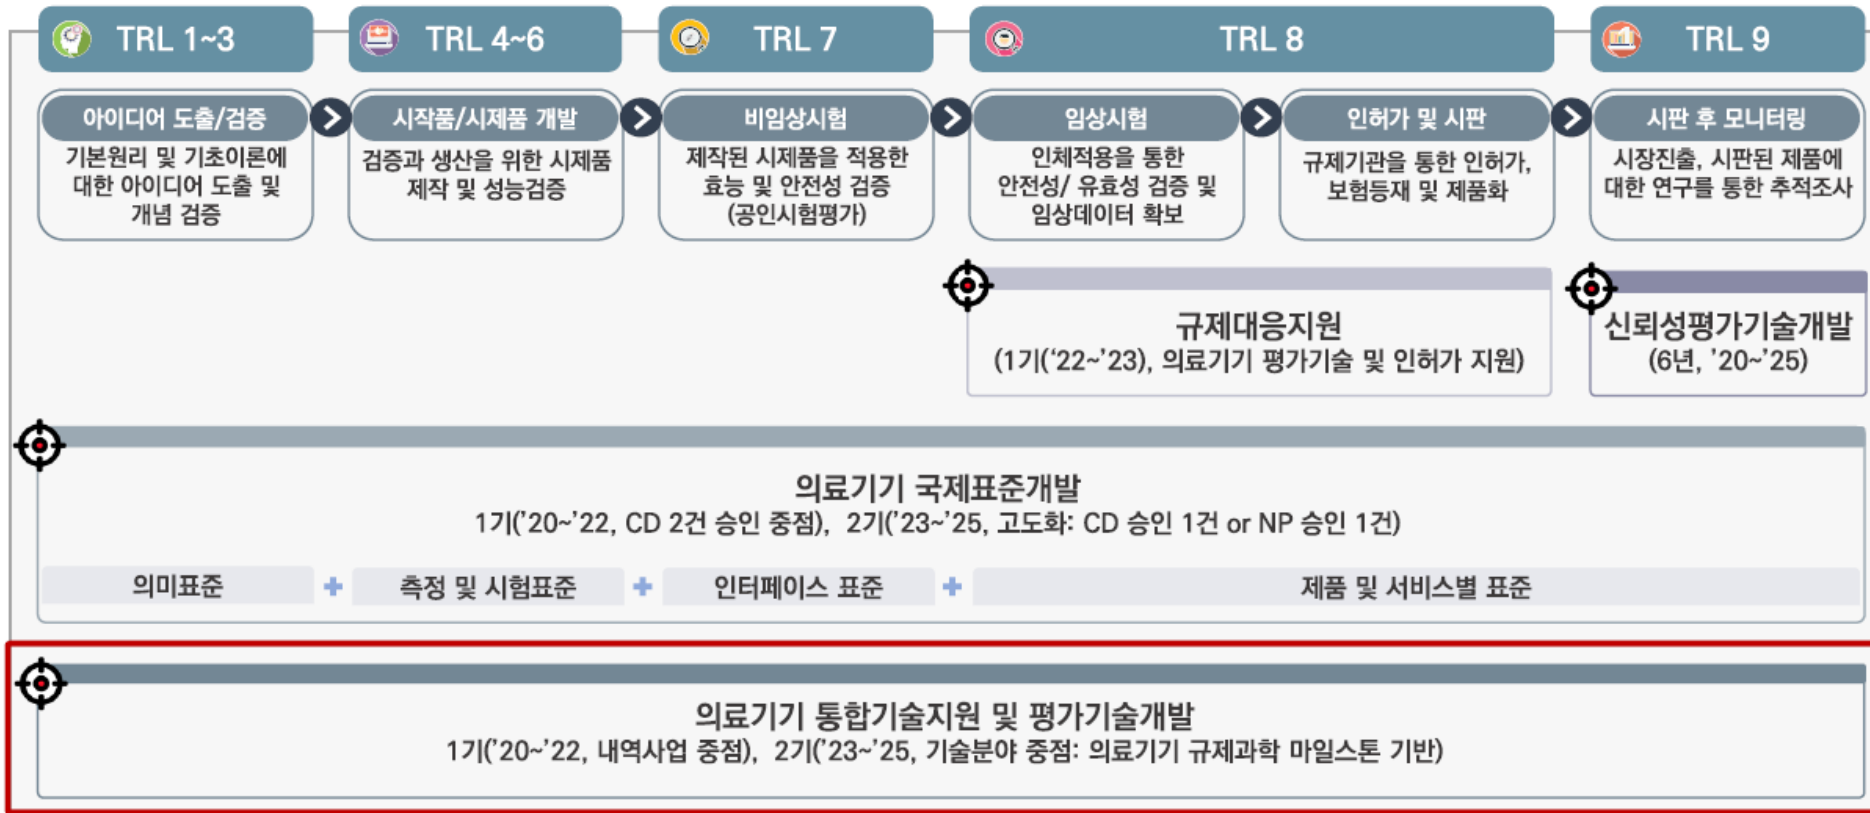 TRL 1~3
TRL 4~6
TRL 7
TRL 8
TRL 9
아이디어 도출/검증
기본원리 및 기초이론에
대한 아이디어 도출 및
개념 검증
시작품/시제품 개발
검증과 생산을 위한 시제품
제작 및 성능검증
비임상시험
제작된 시제품을 적용한
효능 및 안전성 검증
(공인시험평가)
임상시험
인체적용을 통한
안전성/ 유효성 검증 및
임상데이터 확보
인허가 및 시판
규제기관을 통한 인허가,
보험등재 및 제품화
시판 후 모니터링
시장진출, 시판된 제품에
대한 연구를 통한 추적조사
규제대응지원
(1기(‘22~’23), 의료기기 평가기술 및 인허가 지원)
신뢰성평가기술개발
(6년, ’20~’25)
의료기기 국제표준개발
1기(’20~’22, CD 2건 승인 중점), 2기(’23~’25, 고도화: CD 승인 1건 or NP 승인 1건)
의미표준 + 측정 및 시험표준 + 인터페이스 표준 + 제품 및 서비스별 표준
의료기기 통합기술지원 및 평가기술개발
1기(’20~’22, 내역사업 중점), 2기(’23~’25, 기술분야 중점: 의료기기 규제과학 마일스톤 기반)